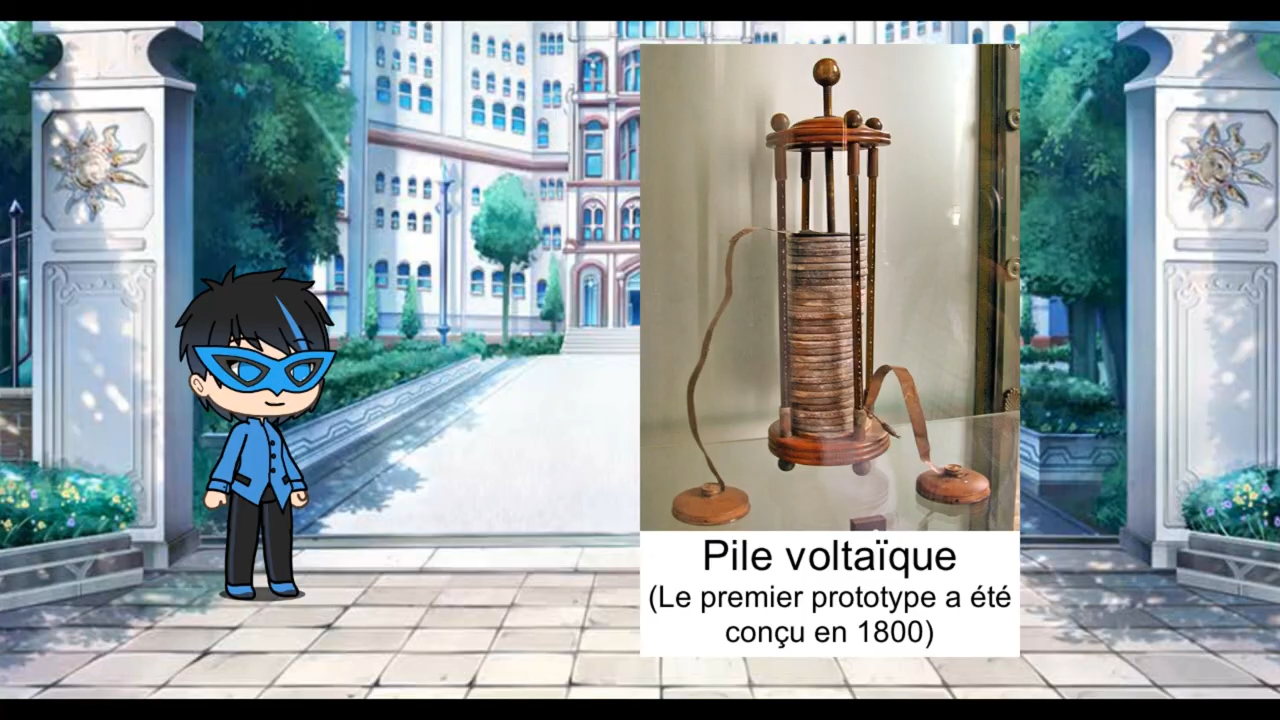 Pile voltaïque
(Le premier prototype a été
conçu en 1800)